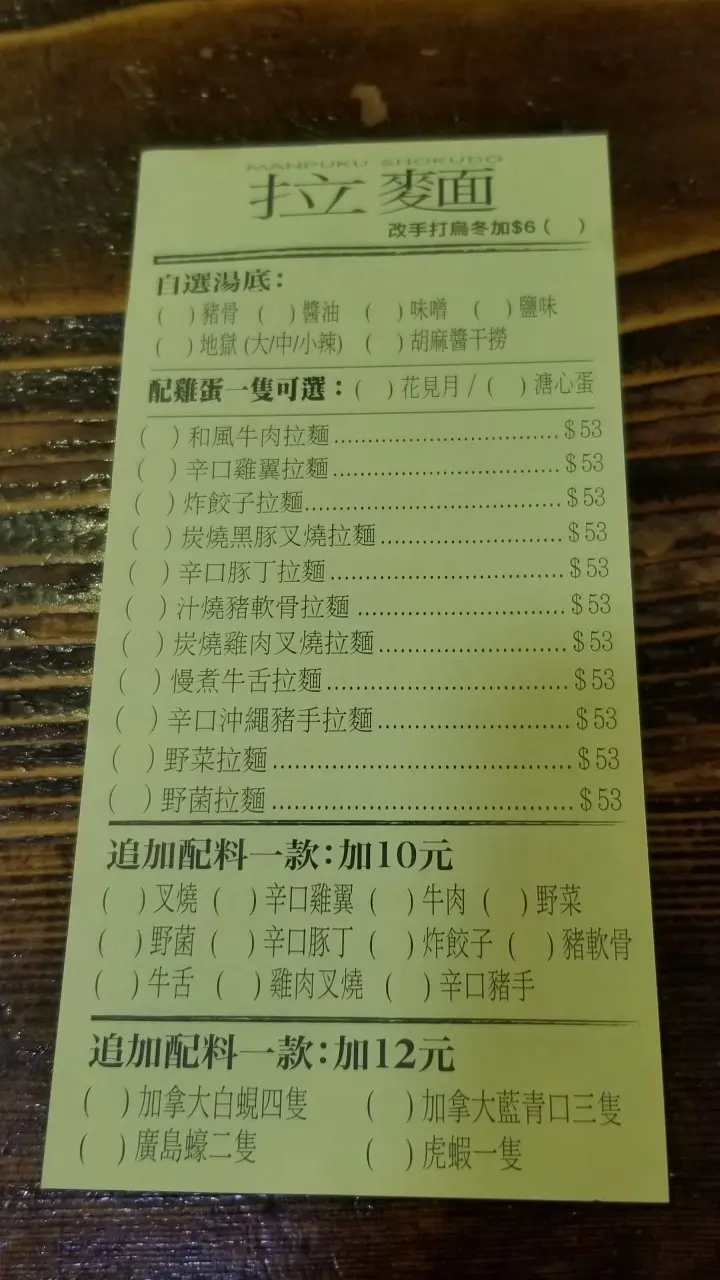 MANPUKU SHOKUDO
拉麵
改手打烏冬加$6 ( )
自選湯底：
( ) 豬骨 ( ) 醬油 ( ) 味噌 ( ) 鹽味
( ) 地獄 (大/中/小辣) ( ) 胡麻醬干撈
配雞蛋一隻可選：( ) 花見月 / ( ) 溏心蛋
( ) 和風牛肉拉麵........................$53
( ) 辛口雞翼拉麵........................$53
( ) 炸餃子拉麵........................$53
( ) 炭燒黑豚叉燒拉麵........................$53
( ) 辛口豚丁拉麵........................$53
( ) 汁燒豬軟骨拉麵........................$53
( ) 炭燒雞肉叉燒拉麵........................$53
( ) 慢煮牛舌拉麵........................$53
( ) 辛口沖繩豬手拉麵........................$53
( ) 野菜拉麵........................$53
( ) 野菌拉麵........................$53
追加配料一款：加10元
( ) 叉燒 ( ) 辛口雞翼 ( ) 牛肉 ( ) 野菜
( ) 野菌 ( ) 辛口豚丁 ( ) 炸餃子 ( ) 豬軟骨
( ) 牛舌 ( ) 雞肉叉燒 ( ) 辛口豬手
追加配料一款：加12元
( ) 加拿大白蜆四隻 ( ) 加拿大藍青口三隻
( ) 廣島蠔二隻 ( ) 虎蝦一隻